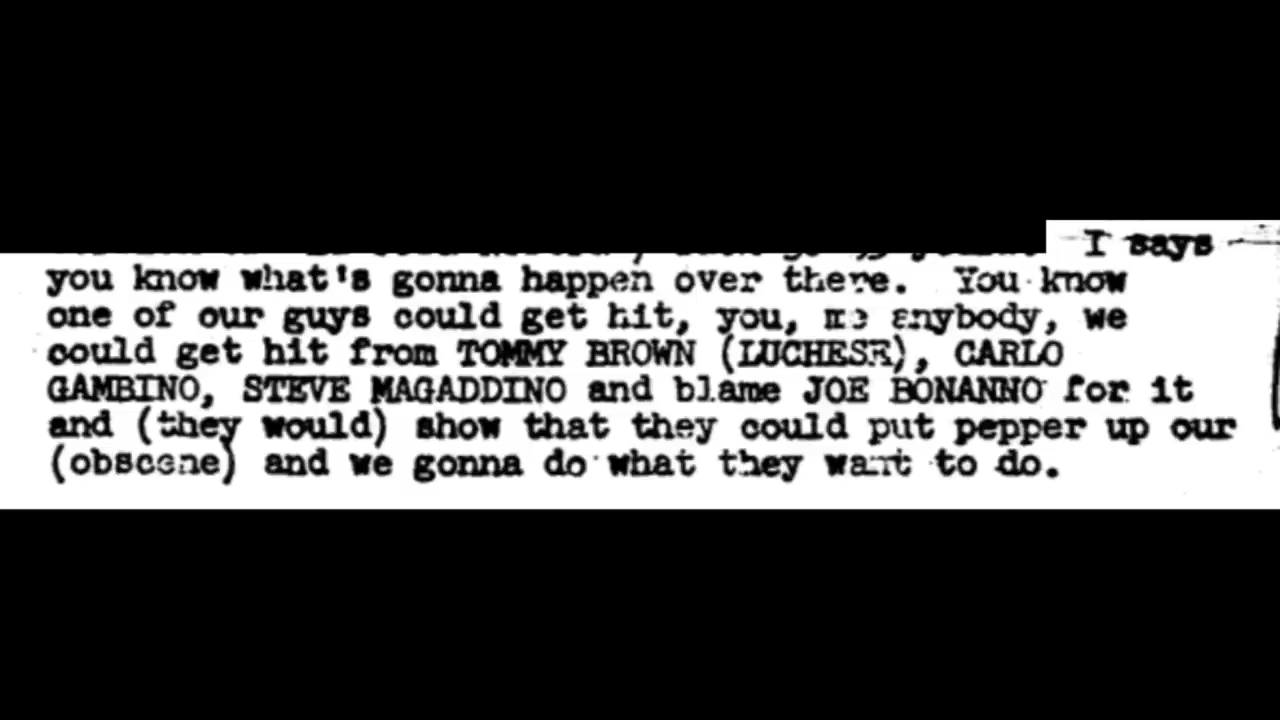 I says
you know what's gonna happen over there. You know
one of our guys could get hit, you, me anybody, we
could get hit from TOMMY BROWN (LUCHESE), CARLO
GAMBINO, STEVE MAGADDINO and blame JOE BONANNO for it
and (they would) show that they could put pepper up our
(obscene) and we gonna do what they want to do.